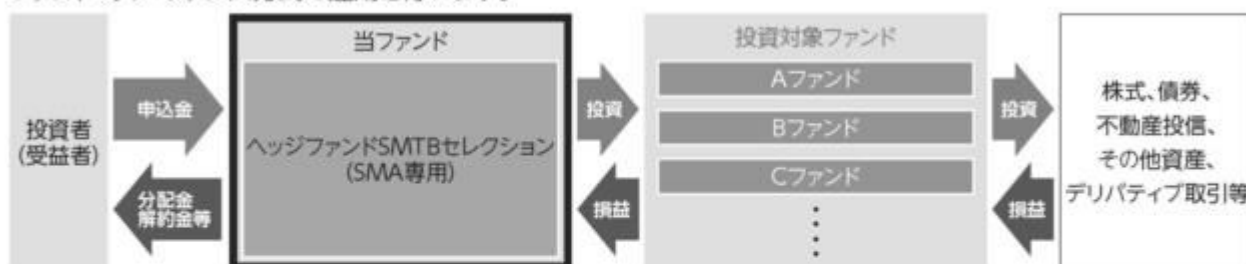 当ファンド
投資対象ファンド
投資者
(受益者)
申込金
分配金
解約金等
ヘッジファンドSMTBセレクション
(SMA専用)
投資
損益
Aファンド
Bファンド
Cファンド
投資
損益
株式、債券、
不動産投信、
その他資産、
デリバティブ取引等